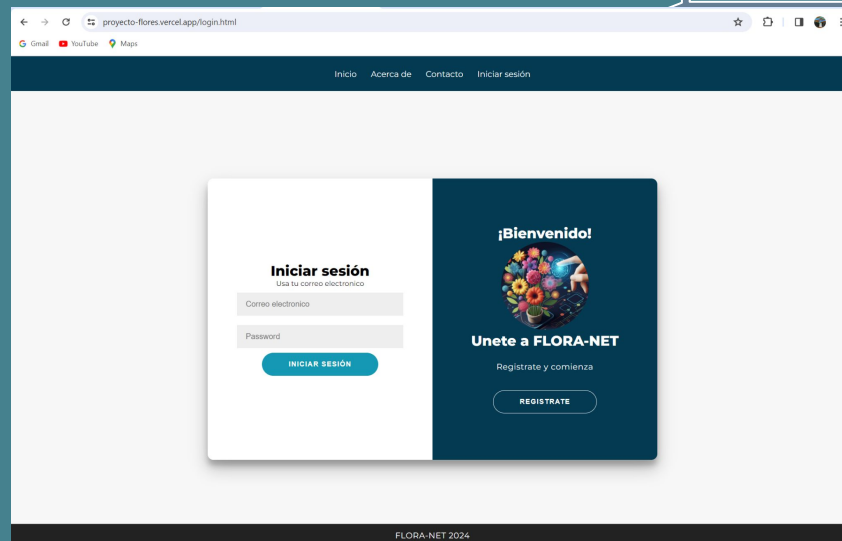 proyecto-flores.vercel.app/login.html
Gmail YouTube Maps
Inicio Acerca de Contacto Iniciar sesión
Iniciar sesión
Usa tu correo electronico
Correo electronico
Password
INICIAR SESIÓN
¡Bienvenido!
Unete a FLORA-NET
Registrate y comienza
REGISTRATE
FLORA-NET 2024